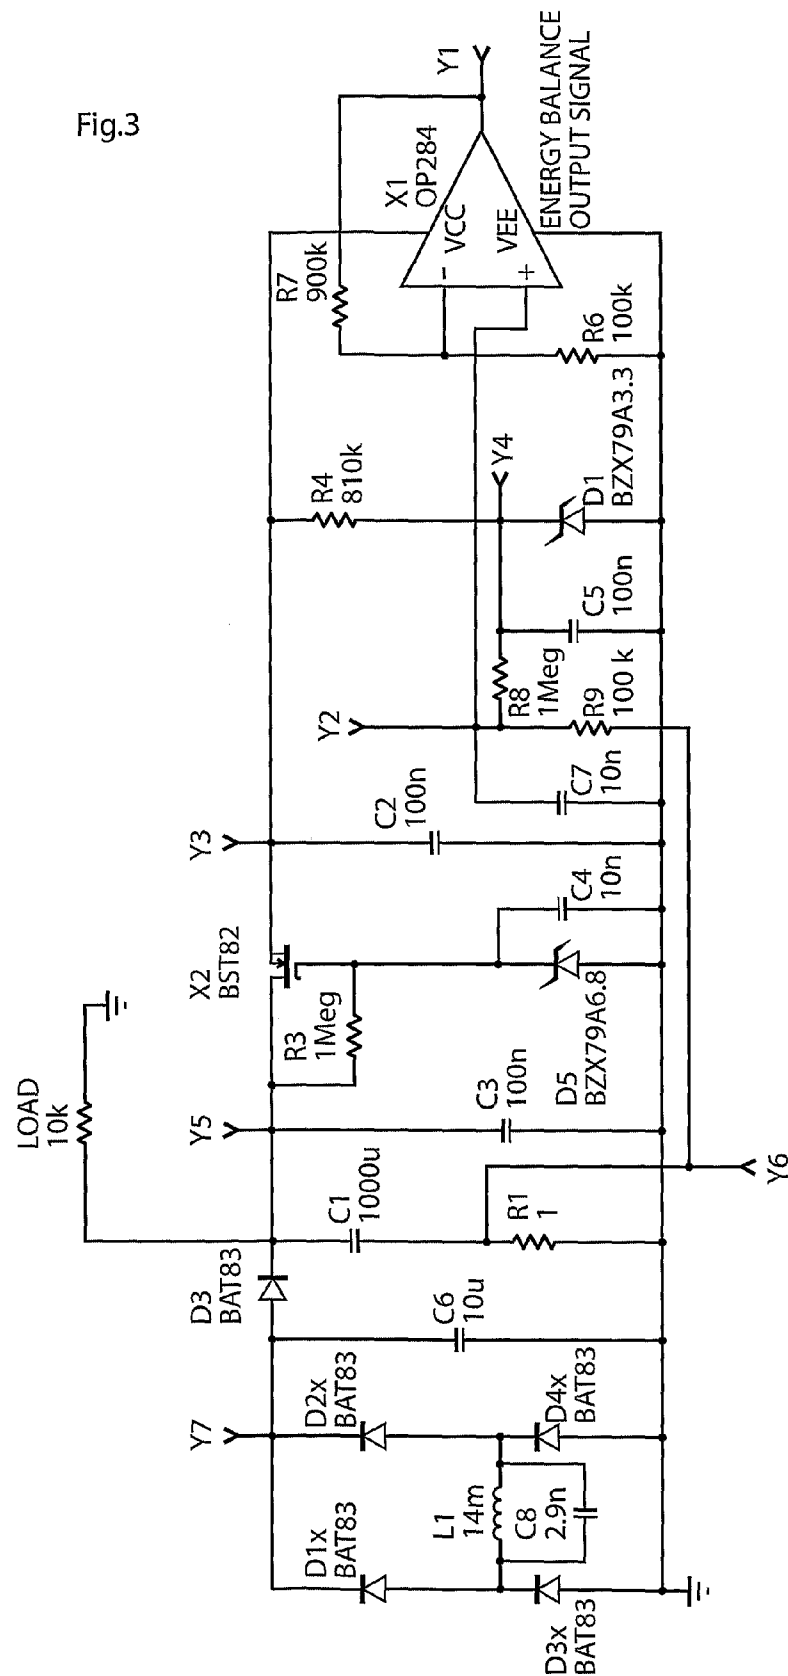 Fig.3
LOAD
10k
D1x
BAT83
D3x
BAT83
L1
14m
C8
2.9n
Y7
D2x
BAT83
D4x
BAT83
C6
10u
D3
BAT83
C1
1000u
R1
1
Y6
Y5
C3
100n
R3
1Meg
X2
BST82
D5
BZX79A6.8
C4
10n
Y3
C2
100n
C7
10n
Y2
R8
1Meg
R9
100 k
C5
100n
R4
810k
Y4
D1
BZX79A3.3
R7
900k
R6
100k
X1
OP284
VCC
VEE
-
+
Y1
ENERGY BALANCE
OUTPUT SIGNAL